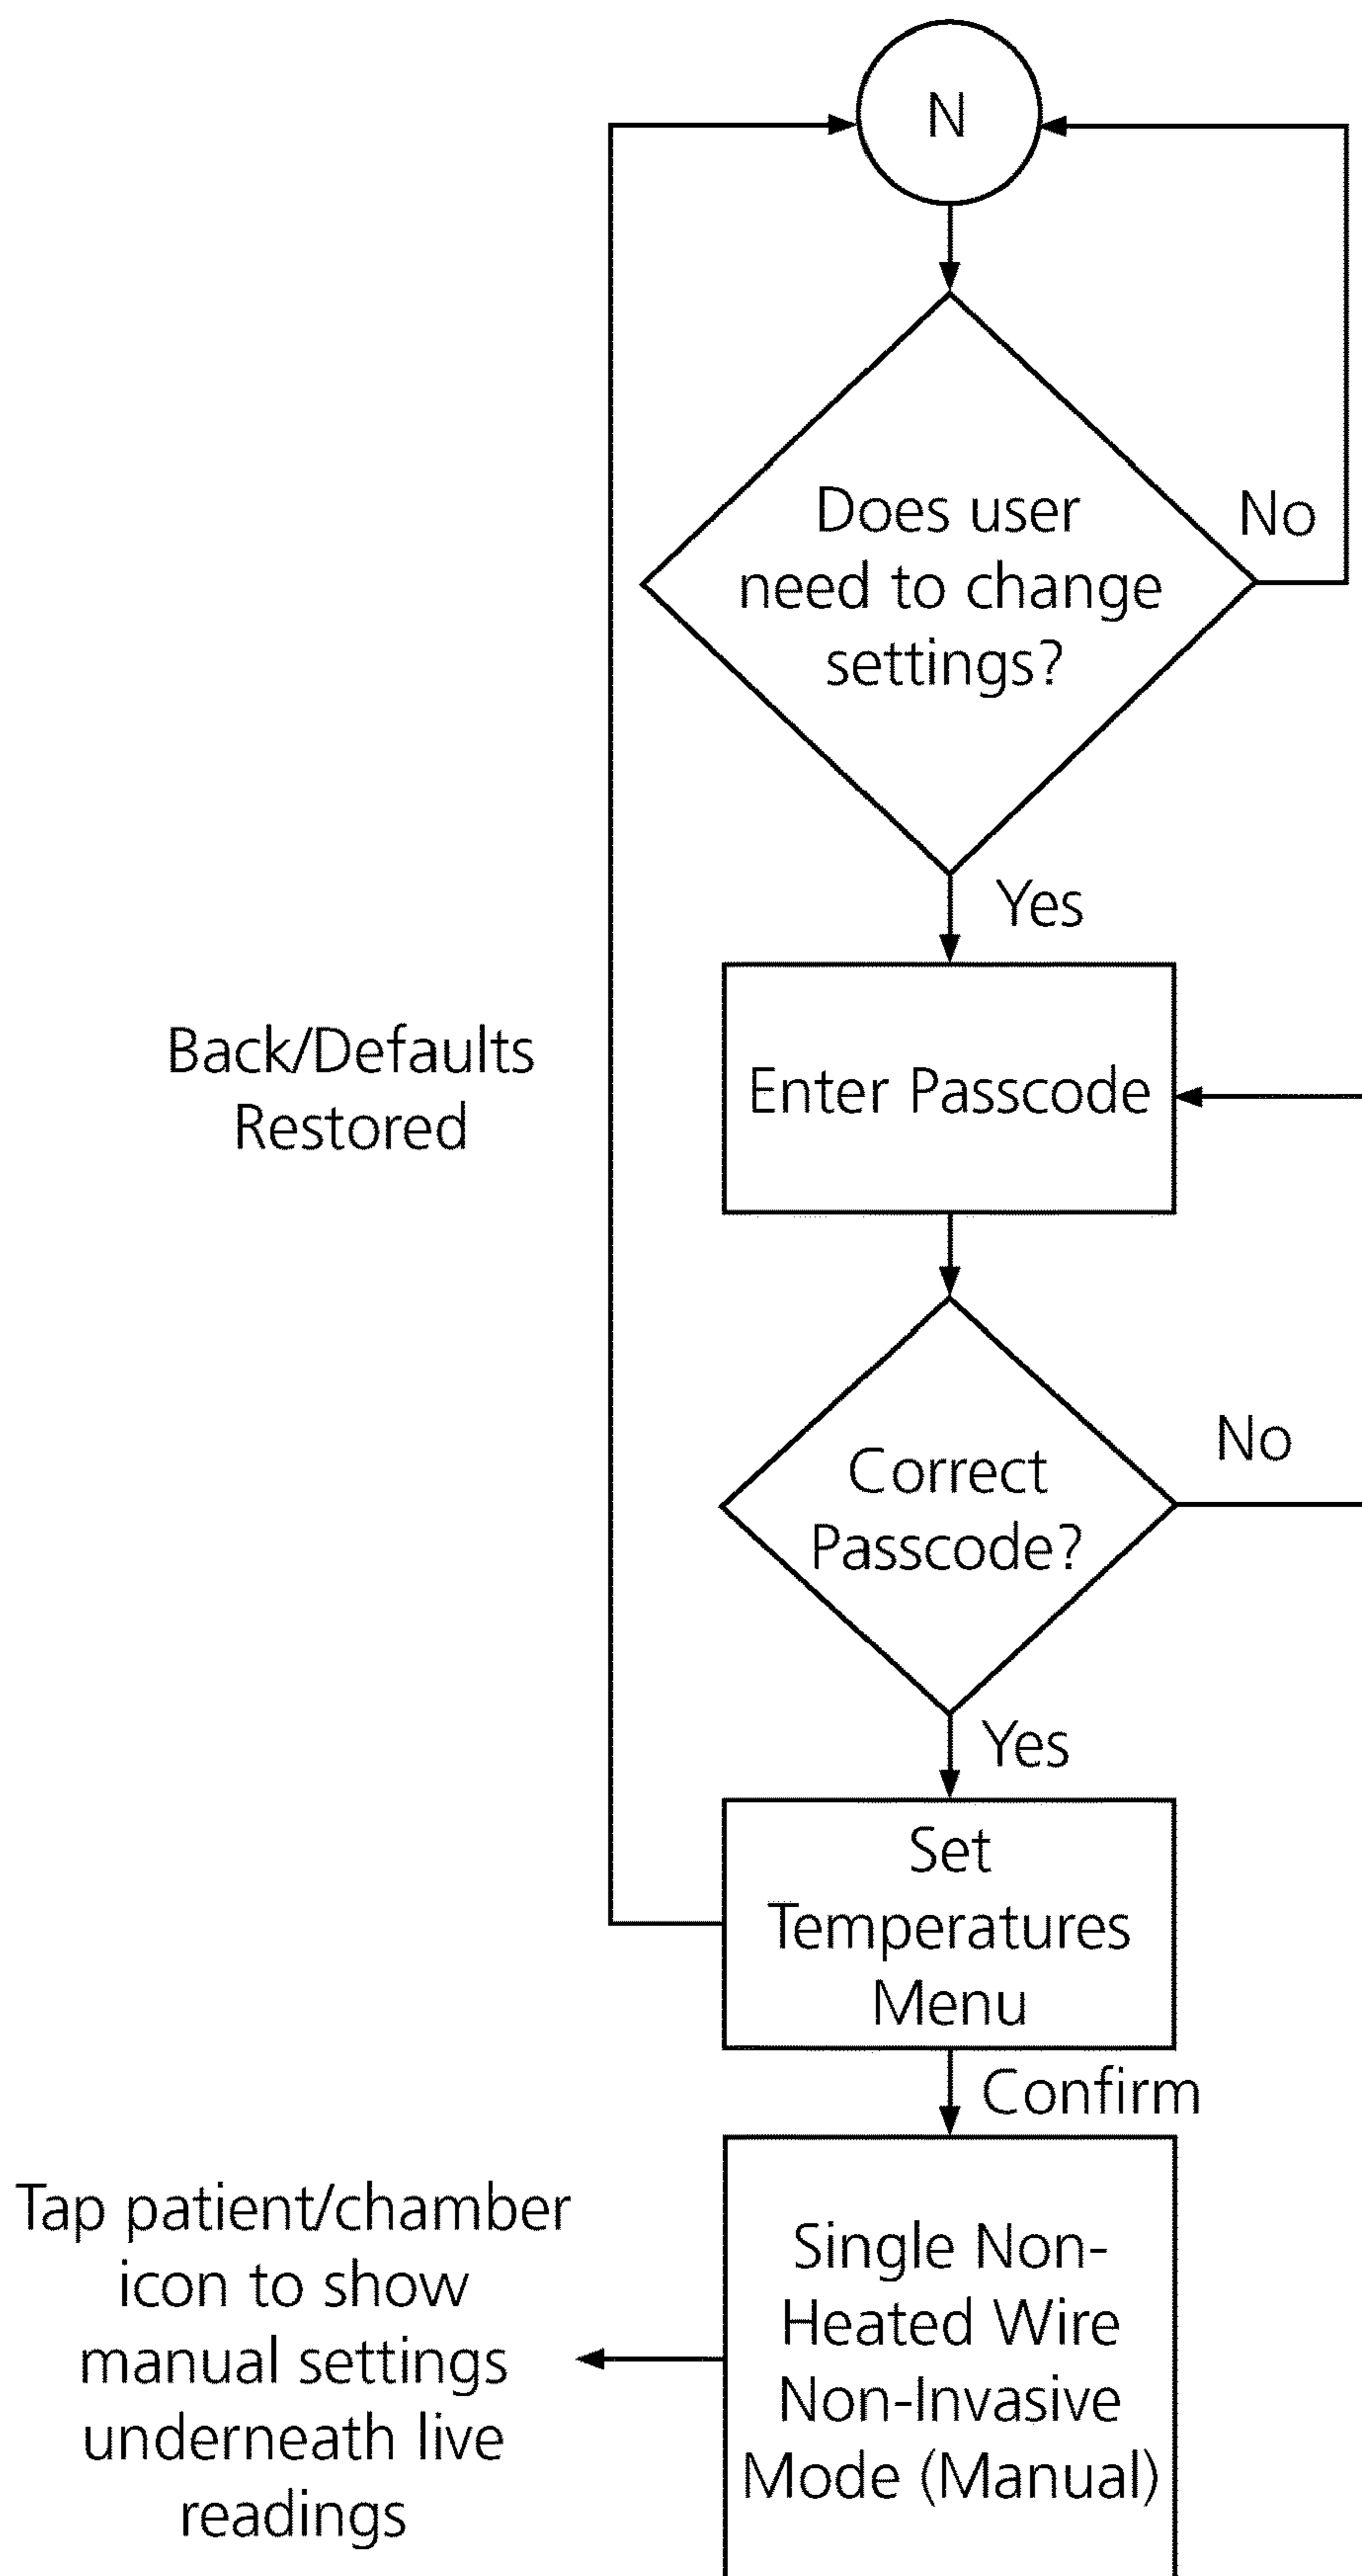 N
Does user
need to change
settings?
No
Yes
Enter Passcode
Back/Defaults
Restored
Correct
Passcode?
No
Yes
Set
Temperatures
Menu
Confirm
Single Non-
Heated Wire
Non-Invasive
Mode (Manual)
Tap patient/chamber
icon to show
manual settings
underneath live
readings